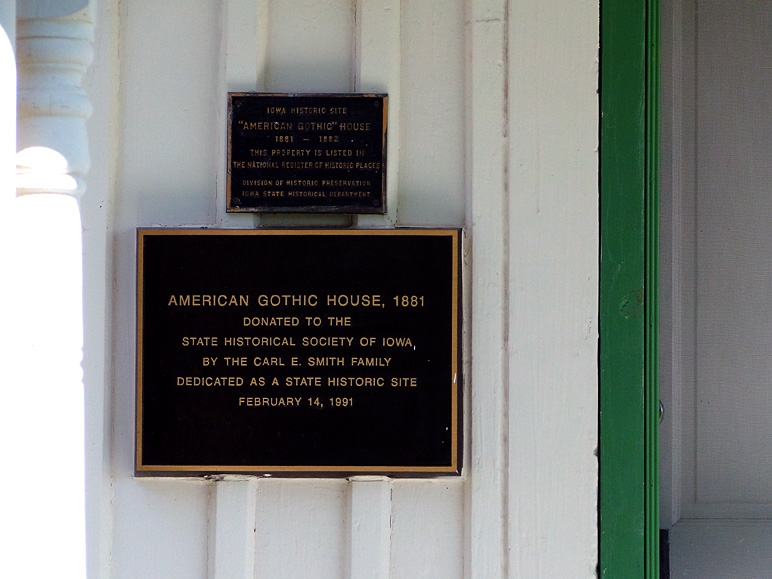 IOWA HISTORIC SITE
"AMERICAN GOTHIC" HOUSE
1881 - 1882
THIS PROPERTY IS LISTED IN
THE NATIONAL REGISTER OF HISTORIC PLACES
DIVISION OF HISTORIC PRESERVATION
IOWA STATE HISTORICAL DEPARTMENT
AMERICAN GOTHIC HOUSE, 1881
DONATED TO THE
STATE HISTORICAL SOCIETY OF IOWA,
BY THE CARL E. SMITH FAMILY
DEDICATED AS A STATE HISTORIC SITE
FEBRUARY 14, 1991